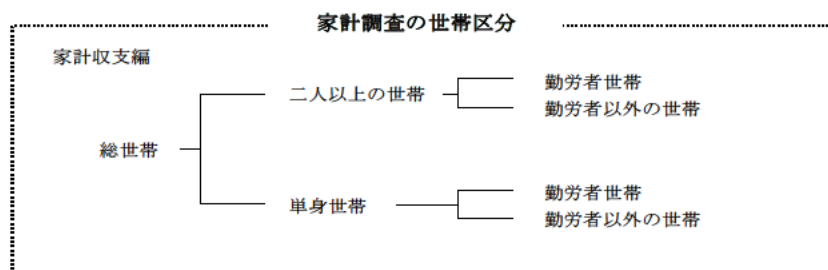 家計調査の世帯区分
家計収支編
総世帯
二人以上の世帯
勤労者世帯
勤労者以外の世帯
単身世帯
勤労者世帯
勤労者以外の世帯